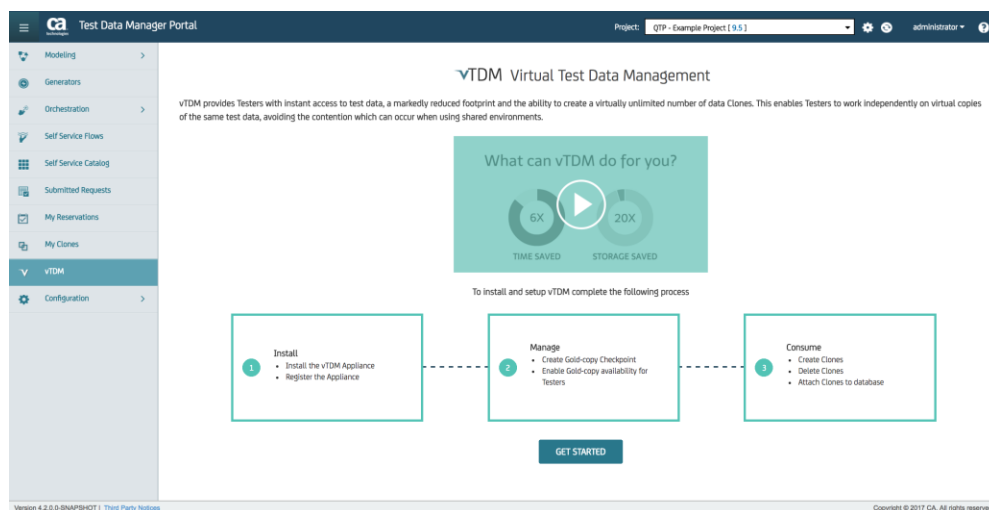 ca
technologies
Test Data Manager Portal
Project:
QTP - Example Project [ 9.5 ]
administrator
?
Modeling
Generators
Orchestration
Self Service Flows
Self Service Catalog
Submitted Requests
My Reservations
My Clones
vTDM
Configuration
vTDM Virtual Test Data Management
vTDM provides Testers with instant access to test data, a markedly reduced footprint and the ability to create a virtually unlimited number of data Clones. This enables Testers to work independently on virtual copies
of the same test data, avoiding the contention which can occur when using shared environments.
What can vTDM do for you?
6X
20X
TIME SAVED
STORAGE SAVED
To install and setup vTDM complete the following process
1
Install
• Install the vTDM Appliance
• Register the Appliance
2
Manage
• Create Gold-copy Checkpoint
• Enable Gold-copy availability for
Testers
3
Consume
• Create Clones
• Delete Clones
• Attach Clones to database
GET STARTED
Version 4.2.0.0-SNAPSHOT | Third Party Notices
Copyright © 2017 CA. All rights reserve